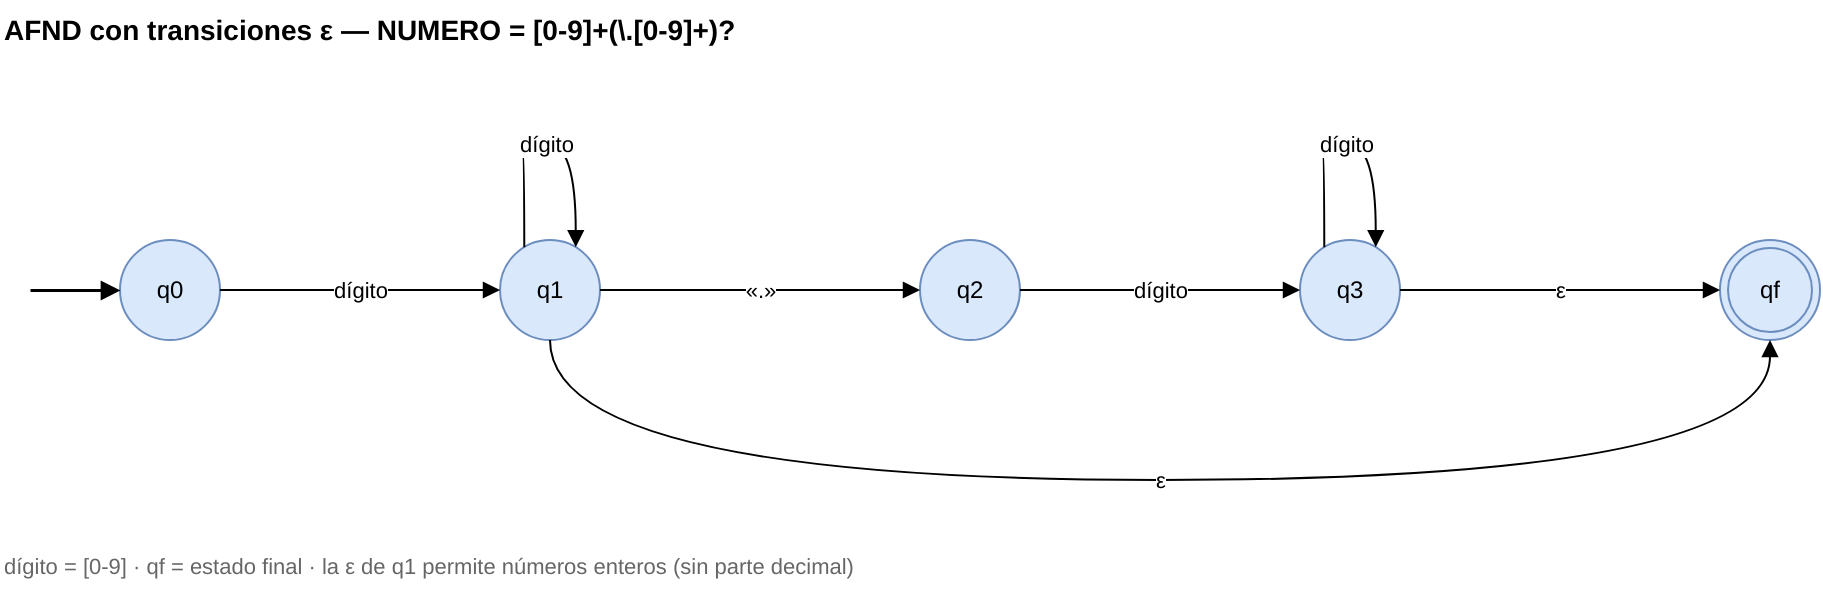 AFND con transiciones ε — NUMERO = [0-9]+(\.[0-9]+)?
dígito
dígito
q0
dígito
q1
«.»
q2
dígito
q3
ε
qf
ε
dígito = [0-9] · qf = estado final · la ε de q1 permite números enteros (sin parte decimal)